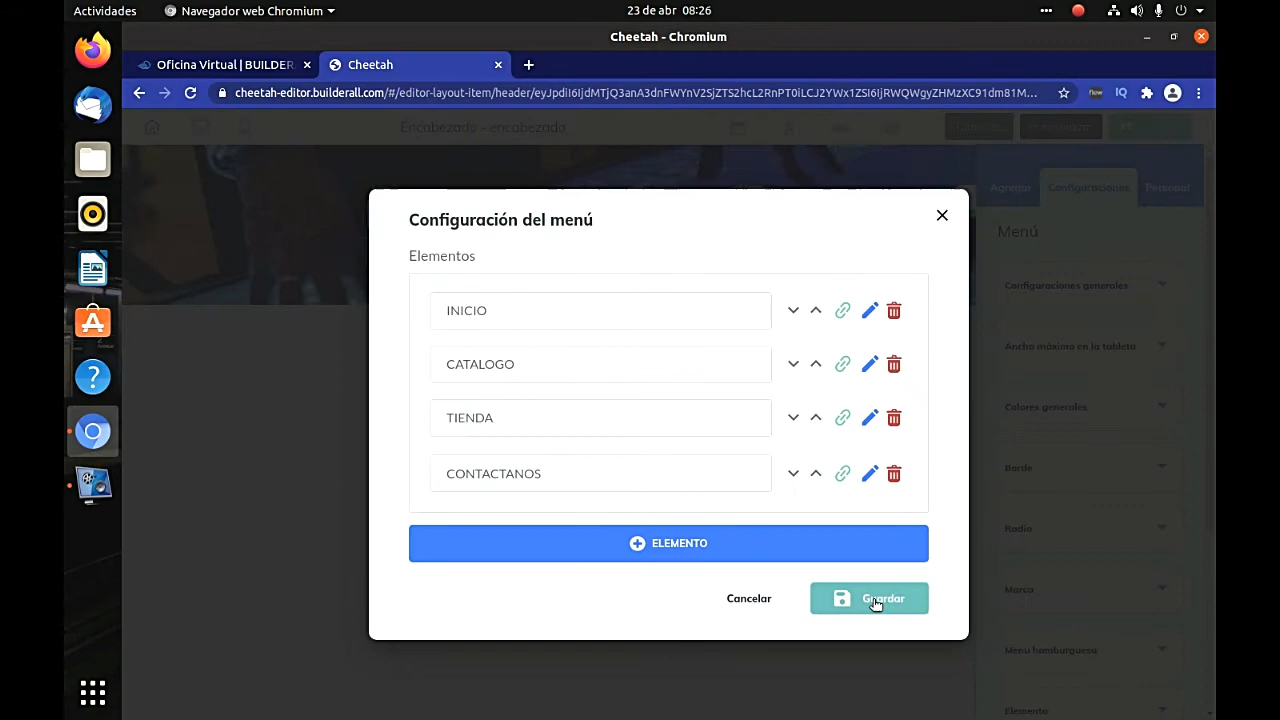 Actividades
Navegador web Chromium
23 de abr 08:26
Cheetah - Chromium
Oficina Virtual | BUILDER
Cheetah
cheetah-editor.builderall.com/#/editor-layout-item/header/
Encabezado - encabezado
Agregar
Configuraciones
Personal
Configuración del menú
Menú
Elementos
Configuraciones generales
INICIO
Ancho máximo en la tableta
CATALOGO
Colores generales
TIENDA
Borde
CONTACTANOS
Radio
ELEMENTO
Marca
Cancelar
Guardar
Menu hamburguesa
Elemento